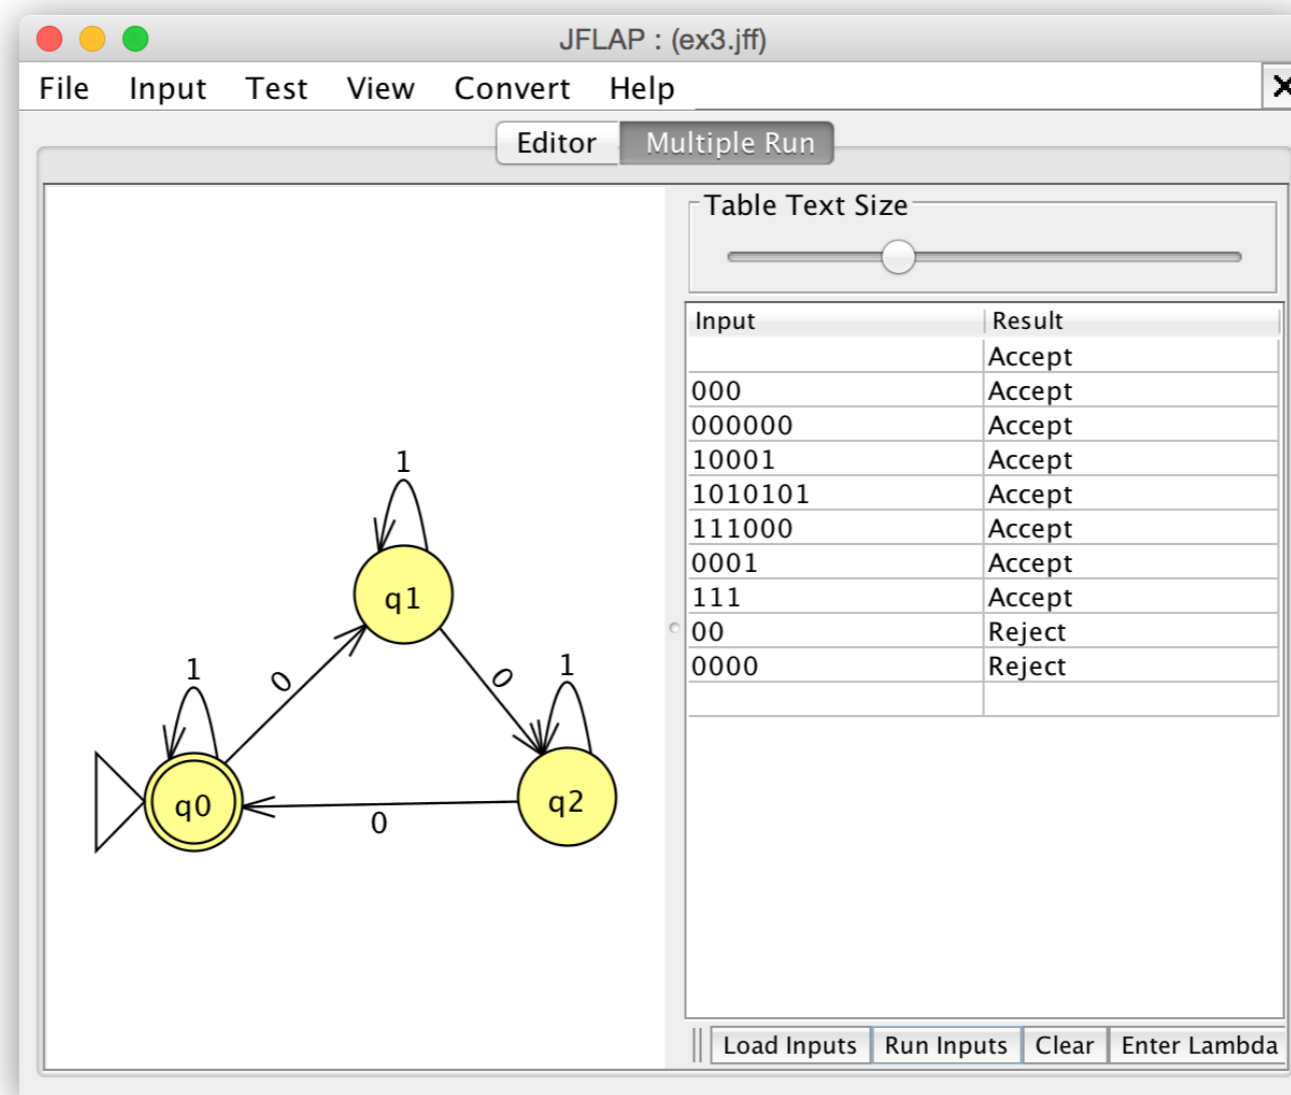 JFLAP : (ex3.jff)
File Input Test View Convert Help
Editor Multiple Run
Table Text Size
Input Result
Accept
000 Accept
000000 Accept
10001 Accept
1010101 Accept
111000 Accept
0001 Accept
111 Accept
00 Reject
0000 Reject
1
q1
0 0
1 1
q0 q2
0
Load Inputs Run Inputs Clear Enter Lambda